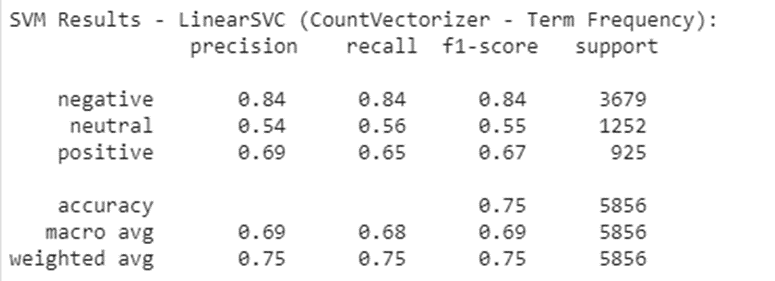 SVM Results - LinearSVC (CountVectorizer - Term Frequency):
precision recall f1-score support
negative 0.84 0.84 0.84 3679
neutral 0.54 0.56 0.55 1252
positive 0.69 0.65 0.67 925
accuracy 0.75 5856
macro avg 0.69 0.68 0.69 5856
weighted avg 0.75 0.75 0.75 5856